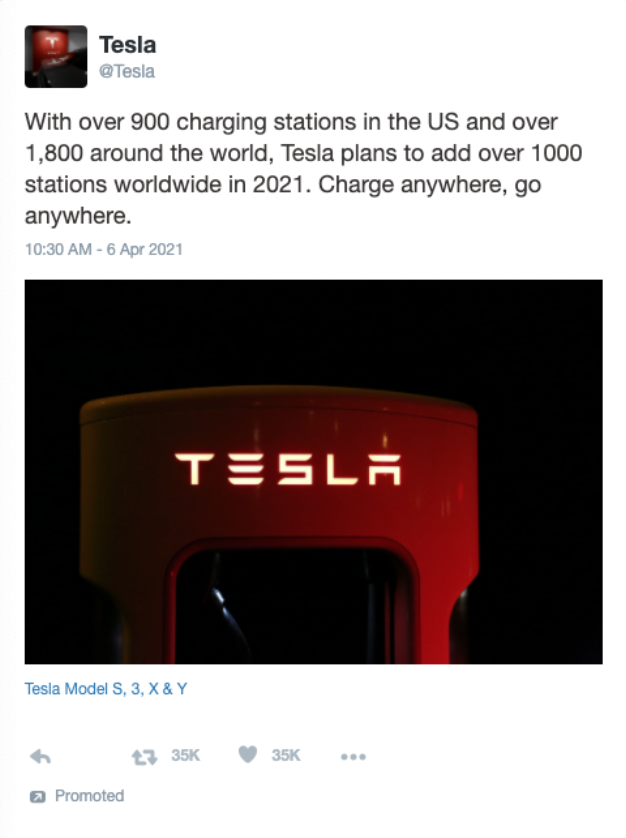 Tesla
@Tesla
With over 900 charging stations in the US and over
1,800 around the world, Tesla plans to add over 1000
stations worldwide in 2021. Charge anywhere, go
anywhere.
10:30 AM - 6 Apr 2021
TESLA
Tesla Model S, 3, X & Y
35K 35K
Promoted